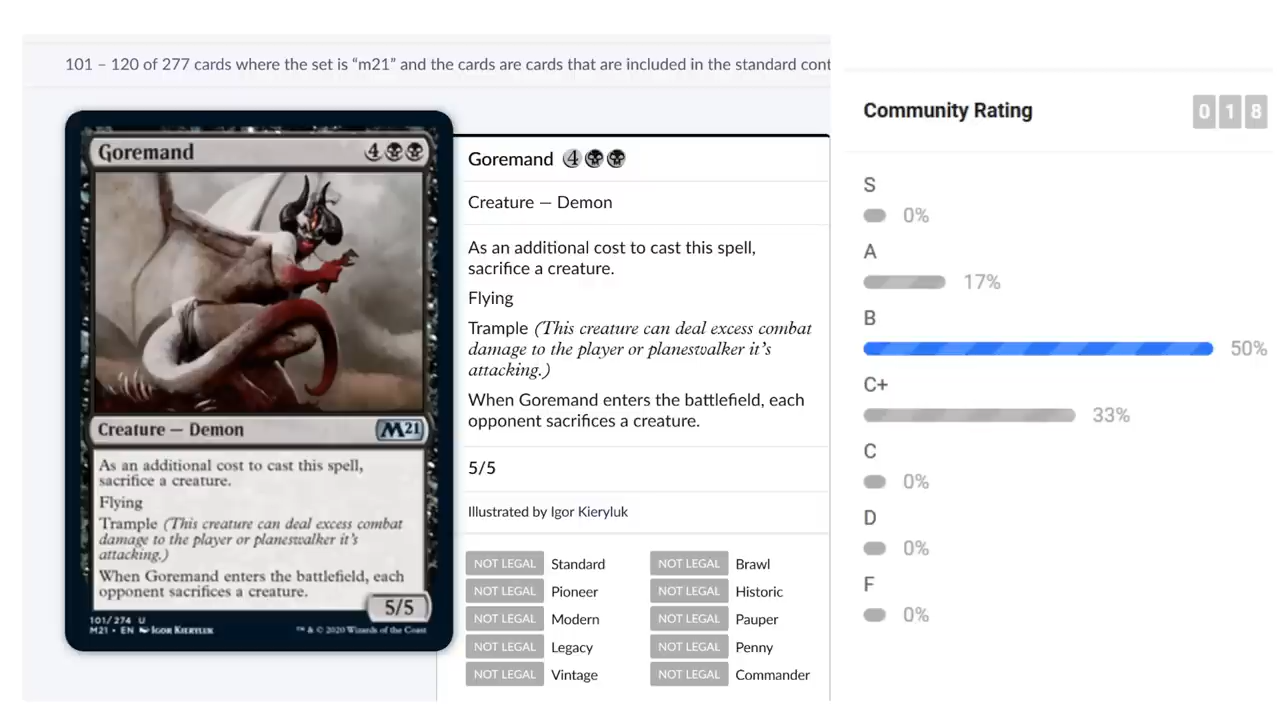 101 – 120 of 277 cards where the set is “m21” and the cards are cards that are included in the standard cont
Goremand 4
Creature — Demon M21
As an additional cost to cast this spell,
sacrifice a creature.
Flying
Trample (This creature can deal excess combat
damage to the player or planeswalker it's
attacking.)
When Goremand enters the battlefield, each
opponent sacrifices a creature.
5/5
101/274 U
M21 • EN IGOR KIERYLUK
™ & © 2020 Wizards of the Coast
Goremand 4
Creature — Demon
As an additional cost to cast this spell,
sacrifice a creature.
Flying
Trample (This creature can deal excess combat
damage to the player or planeswalker it's
attacking.)
When Goremand enters the battlefield, each
opponent sacrifices a creature.
5/5
Illustrated by Igor Kieryluk
NOT LEGAL Standard NOT LEGAL Brawl
NOT LEGAL Pioneer NOT LEGAL Historic
NOT LEGAL Modern NOT LEGAL Pauper
NOT LEGAL Legacy NOT LEGAL Penny
NOT LEGAL Vintage NOT LEGAL Commander
Community Rating 0 1 8
S
0%
A
17%
B
50%
C+
33%
C
0%
D
0%
F
0%